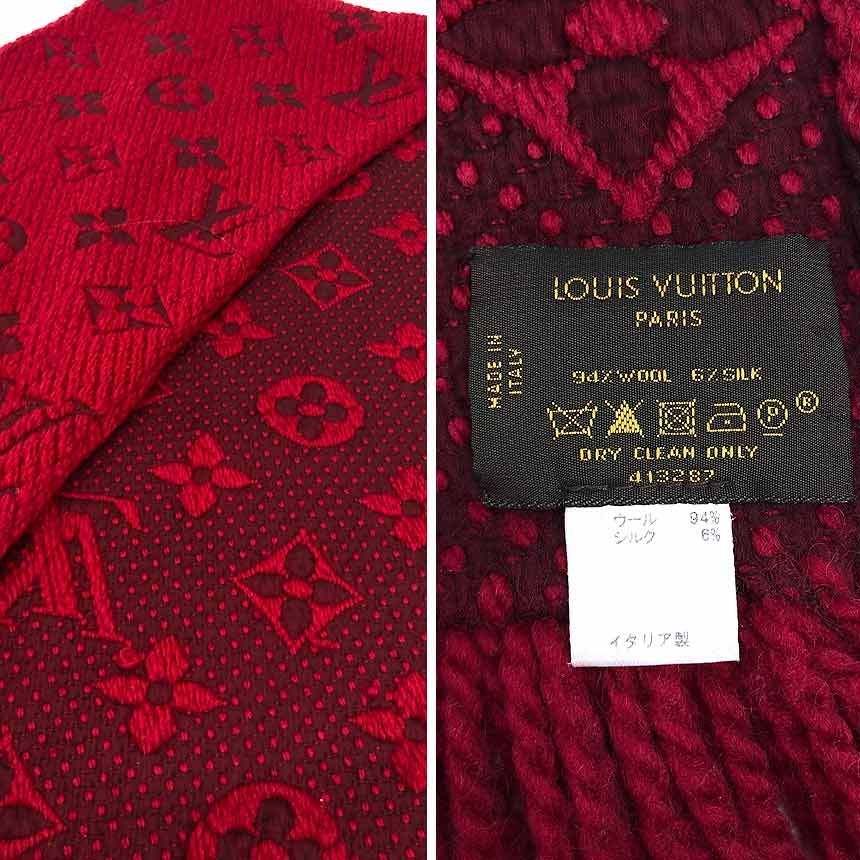 LOUIS VUITTON
PARIS
MADE IN
ITALY
94% WOOL 6% SILK
P ®
DRY CLEAN ONLY
413287
ウール 94%
シルク 6%
イタリア製